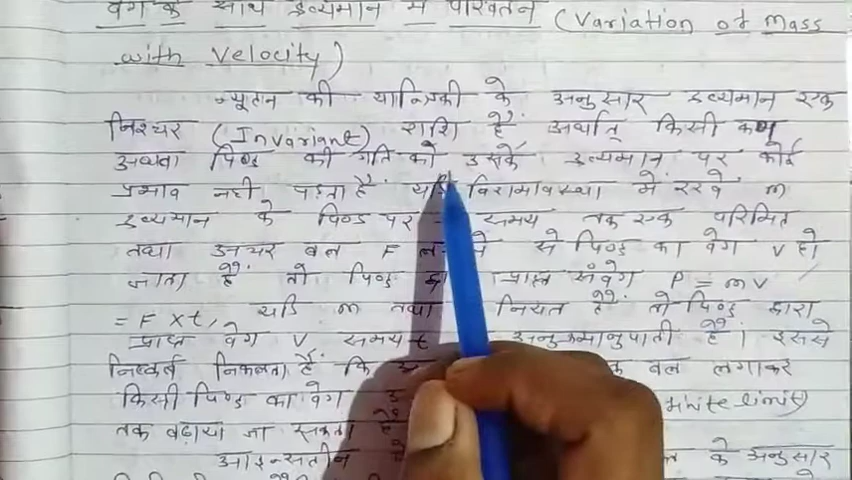 वेग के साथ द्रव्यमान में परिवर्तन (Variation of Mass
with Velocity)
न्यूटन की यान्त्रिकी के अनुसार द्रव्यमान एक
निश्चर (Invariant) राशि है अर्थात् किसी कण
अथवा पिण्ड की गति को उसके द्रव्यमान पर कोई
प्रभाव नहीं पड़ता है यदि विरामावस्था में रखे m
द्रव्यमान के पिण्ड पर समय तक एक परिमित
तथा अचर बल F से पिण्ड का वेग v हो
जाता है तो पिण्ड प्राप्त संवेग P = mv
= F x t, यदि m तथा नियत है तो पिण्ड द्वारा
प्राप्त वेग v समय t अनुक्रमानुपाती है। इससे
निष्कर्ष निकलता है कि बल लगाकर
किसी पिण्ड का वेग
तक बढ़ाया जा सकता है
आइन्सतीन के अनुसार